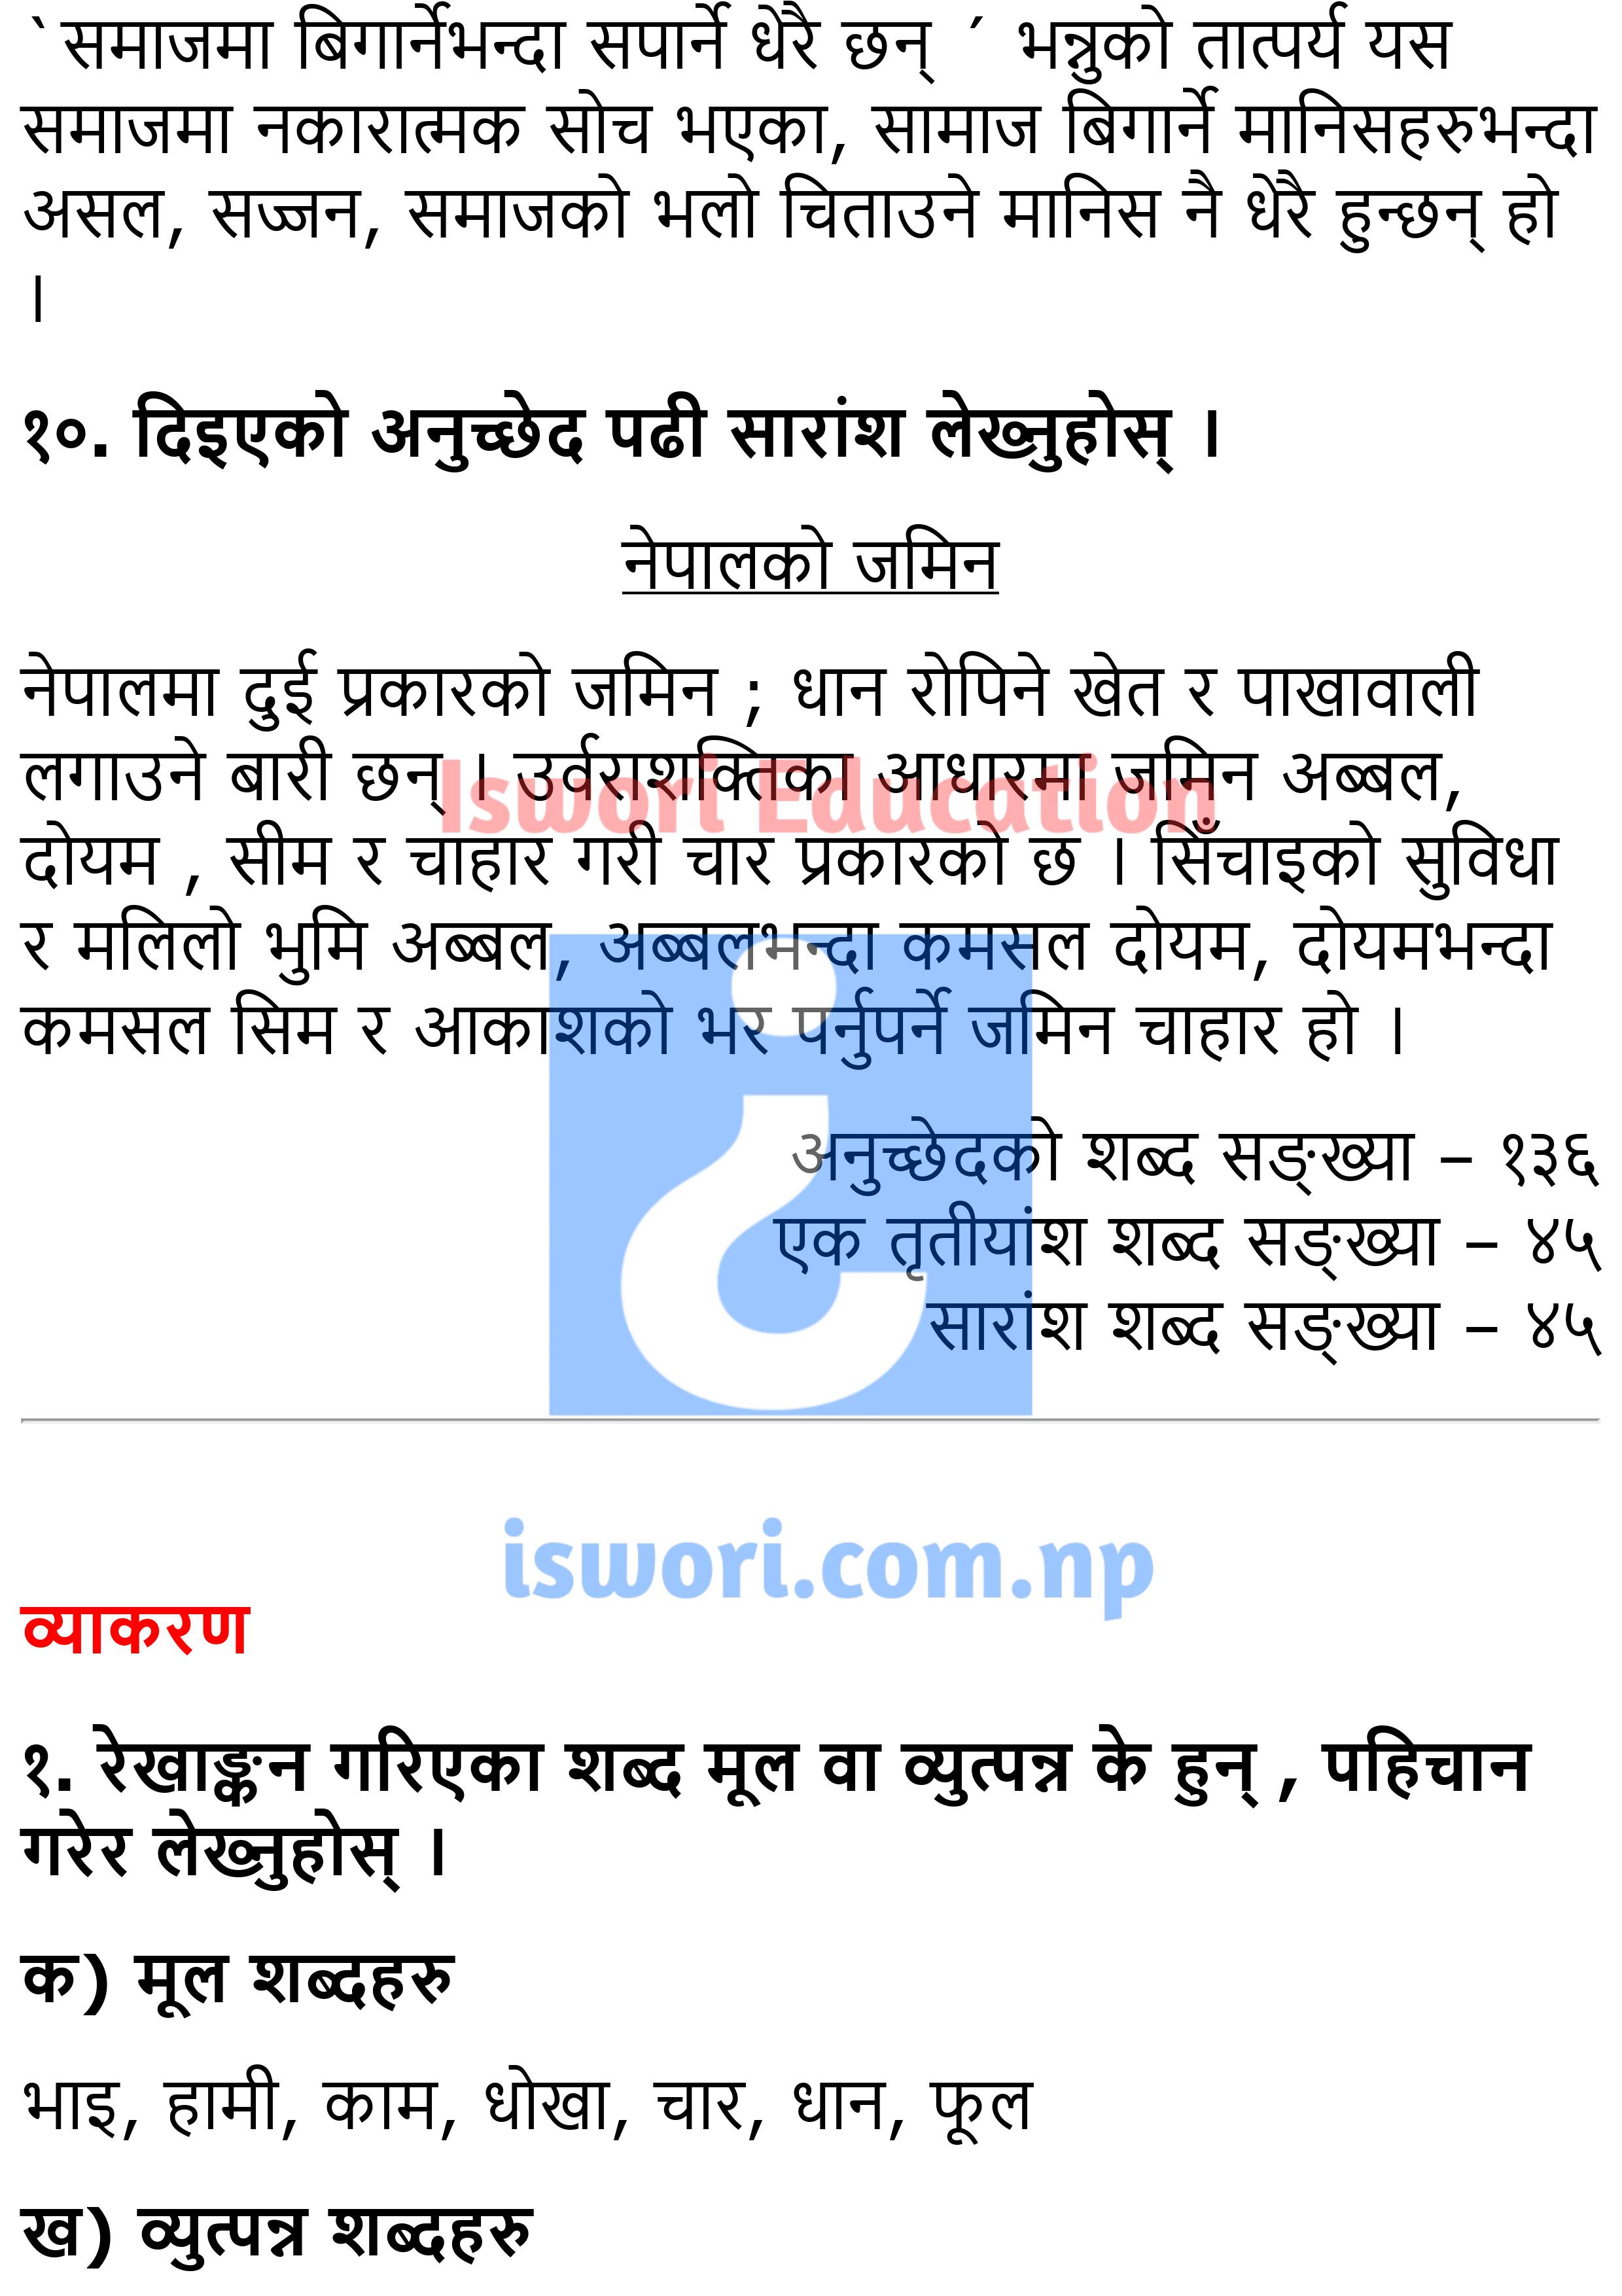 `समाजमा बिगार्नेभन्दा सपार्ने धेरै छन् ´ भन्नुको तात्पर्य यस
समाजमा नकारात्मक सोच भएका, सामाज बिगार्ने मानिसहरुभन्दा
असल, सज्जन, समाजको भलो चिताउने मानिस नै धेरै हुन्छन् हो
।
१०. दिइएको अनुच्छेद पढी सारांश लेख्नुहोस् ।
नेपालको जमिन
नेपालमा दुई प्रकारको जमिन ; धान रोपिने खेत र पाखावाली
लगाउने बारी छन् । उर्वराशक्तिका आधारमा जमिन अब्बल,
Iswori Education
दोयम , सीम र चाहार गरी चार प्रकारको छ । सिँचाइको सुविधा
र मलिलो भुमि अब्बल, अब्बलभन्दा कमसल दोयम, दोयमभन्दा
कमसल सिम र आकाशको भर पर्नुपर्ने जमिन चाहार हो ।
अनुच्छेदको शब्द सङ्ख्या – १३६
एक तृतीयांश शब्द सङ्ख्या – ४५
सारांश शब्द सङ्ख्या – ४५
iswori.com.np
व्याकरण
१. रेखाङ्कन गरिएका शब्द मूल वा व्युत्पन्न के हुन् , पहिचान
गरेर लेख्नुहोस् ।
क) मूल शब्दहरु
भाइ, हामी, काम, धोखा, चार, धान, फूल
ख) व्युत्पन्न शब्दहरु